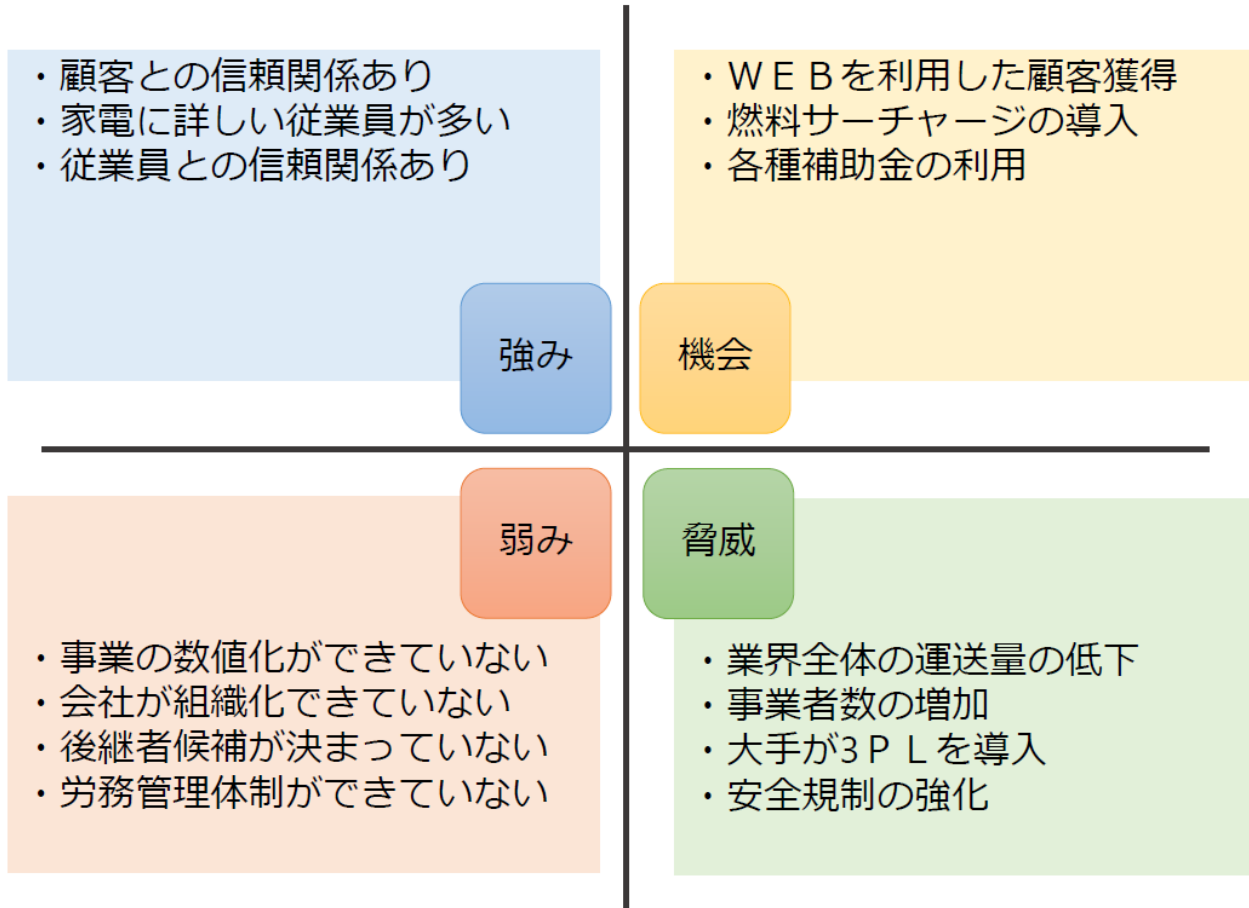 ・顧客との信頼関係あり
・家電に詳しい従業員が多い
・従業員との信頼関係あり
強み
・ＷＥＢを利用した顧客獲得
・燃料サーチャージの導入
・各種補助金の利用
機会
弱み
・事業の数値化ができていない
・会社が組織化できていない
・後継者候補が決まっていない
・労務管理体制ができていない
脅威
・業界全体の運送量の低下
・事業者数の増加
・大手が3ＰＬを導入
・安全規制の強化